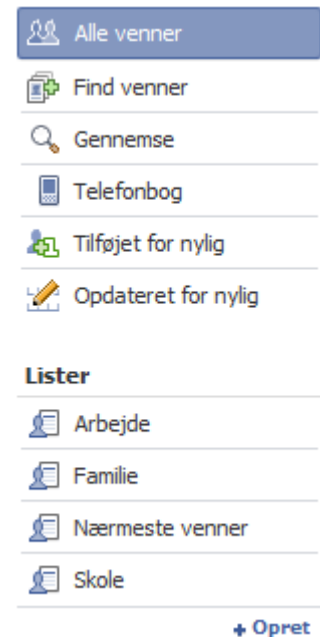 Alle venner
Find venner
Gennemse
Telefonbog
Tilføjet for nylig
Opdateret for nylig
Lister
Arbejde
Familie
Nærmeste venner
Skole
+ Opret